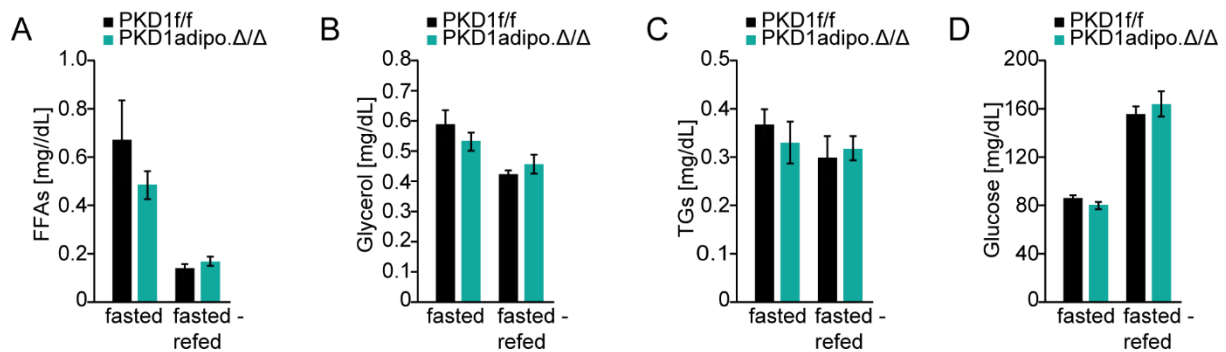 A
PKD1f/f
PKD1adipo.Δ/Δ
FFAs [mg//dL]
1.0
0.8
0.6
0.4
0.2
0
fasted
fasted -
refed
B
PKD1f/f
PKD1adipo.Δ/Δ
Glycerol [mg/dL]
0.8
0.7
0.6
0.5
0.4
0.3
0.2
0.1
0
fasted
fasted -
refed
C
PKD1f/f
PKD1adipo.Δ/Δ
TGs [mg/dL]
0.5
0.4
0.3
0.2
0.1
0
fasted
fasted -
refed
D
PKD1f/f
PKD1adipo.Δ/Δ
Glucose [mg/dL]
200
160
120
80
40
0
fasted
fasted -
refed